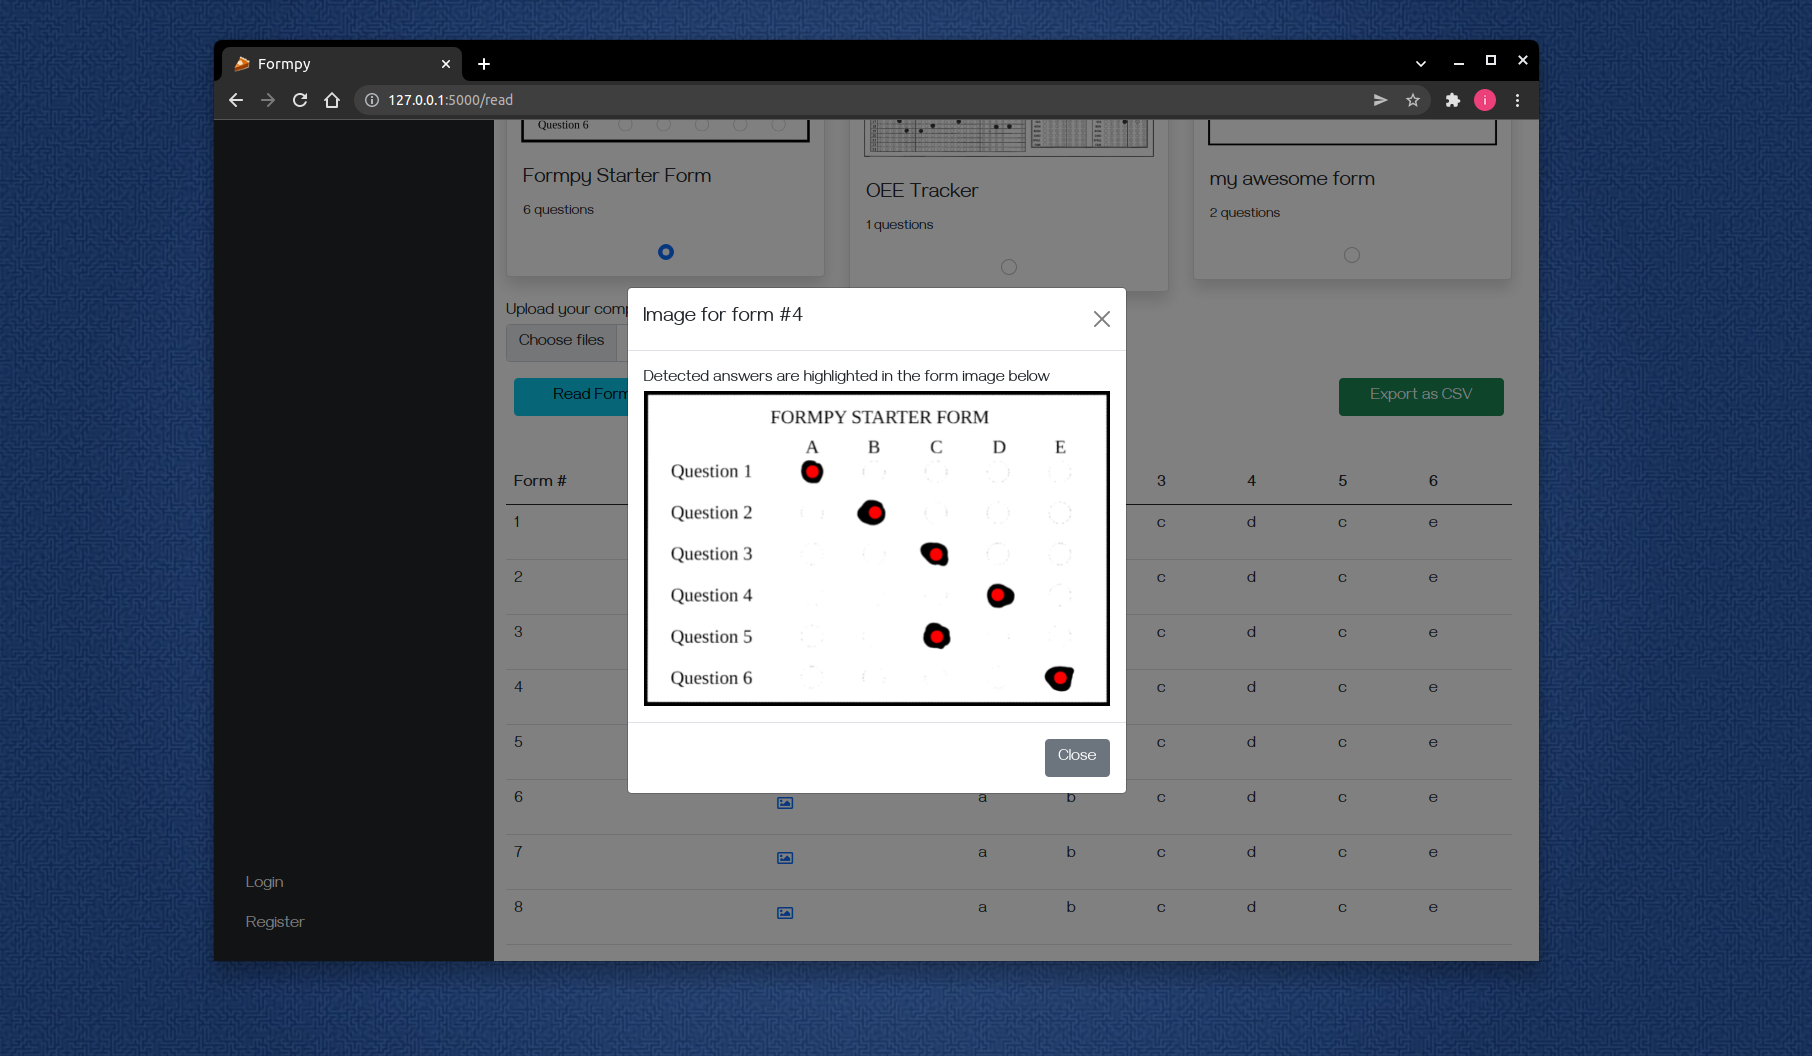 Formpy
127.0.0.1:5000/read
Question 6
Formpy Starter Form
6 questions
OEE Tracker
1 questions
my awesome form
2 questions
Upload your comp
Choose files
Read Form
Export as CSV
Image for form #4
Detected answers are highlighted in the form image below
FORMPY STARTER FORM
A B C D E
Question 1
Question 2
Question 3
Question 4
Question 5
Question 6
Close
Form # 3 4 5 6
1 c d c e
2 c d c e
3 c d c e
4 c d c e
5 c d c e
6 a b c d c e
7 a b c d c e
8 a b c d c e
Login
Register